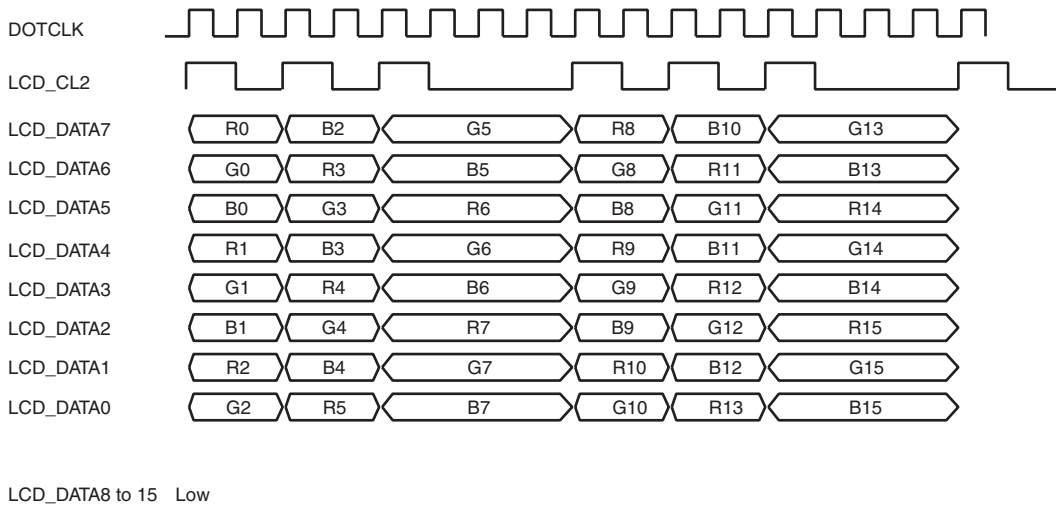 DOTCLK
LCD_CL2
LCD_DATA7 R0 B2 G5 R8 B10 G13
LCD_DATA6 G0 R3 B5 G8 R11 B13
LCD_DATA5 B0 G3 R6 B8 G11 R14
LCD_DATA4 R1 B3 G6 R9 B11 G14
LCD_DATA3 G1 R4 B6 G9 R12 B14
LCD_DATA2 B1 G4 R7 B9 G12 R15
LCD_DATA1 R2 B4 G7 R10 B12 G15
LCD_DATA0 G2 R5 B7 G10 R13 B15
LCD_DATA8 to 15 Low